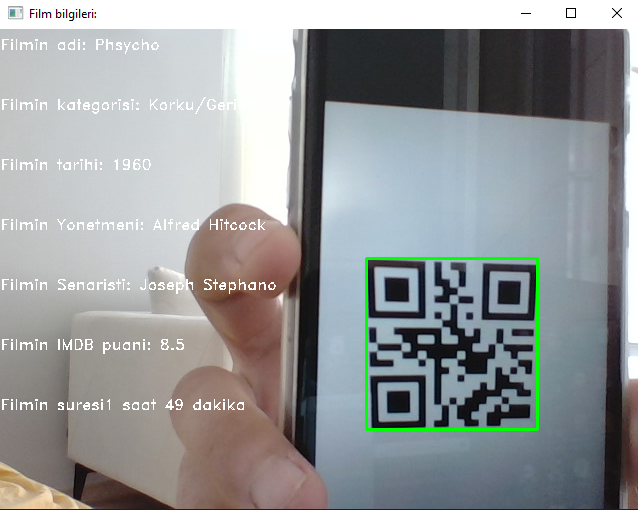 Film bilgileri:
Filmin adi: Phsycho
Filmin kategorisi: Korku/Geri
Filmin tarihi: 1960
Filmin Yonetmeni: Alfred Hitcock
Filmin Senaristi: Joseph Stephano
Filmin IMDB puani: 8.5
Filmin suresi1 saat 49 dakika